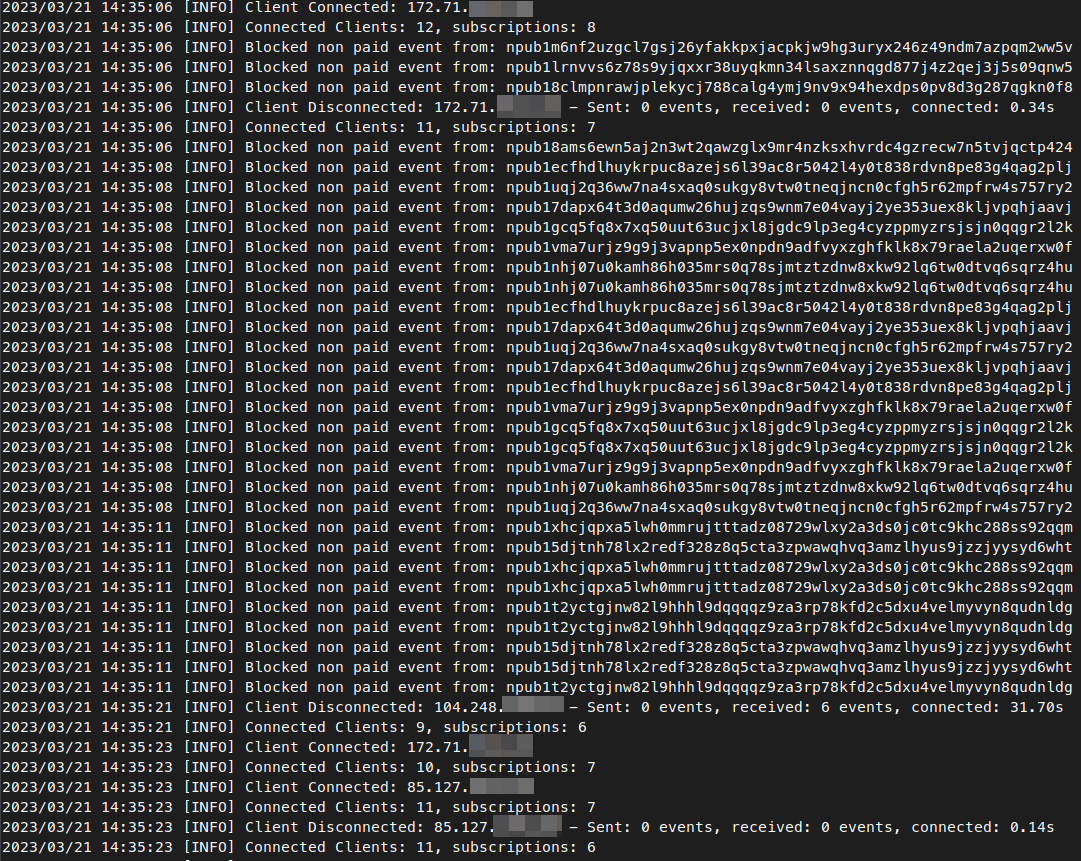 2023/03/21 14:35:06 [INFO] Client Connected: 172.71.
2023/03/21 14:35:06 [INFO] Connected Clients: 12, subscriptions: 8
2023/03/21 14:35:06 [INFO] Blocked non paid event from: npub1m6nf2uzgcl7gsj26yfakkpxjacpkjw9hg3uryx246z49ndm7azpqm2ww5v
2023/03/21 14:35:06 [INFO] Blocked non paid event from: npub1lrnvvs6z78s9yjqxxr38uyqkmn34lsaxznnqgd877j4z2qej3j5s09qnw5
2023/03/21 14:35:06 [INFO] Blocked non paid event from: npub18clmpnrawjplekycj788calg4ymj9nv9x94hexdps0pv8d3g287qgkn0f8
2023/03/21 14:35:06 [INFO] Client Disconnected: 172.71. – Sent: 0 events, received: 0 events, connected: 0.34s
2023/03/21 14:35:06 [INFO] Connected Clients: 11, subscriptions: 7
2023/03/21 14:35:06 [INFO] Blocked non paid event from: npub18ams6ewn5aj2n3wt2qawzglx9mr4nzksxhvrdc4gzrecw7n5tvjqctp424
2023/03/21 14:35:08 [INFO] Blocked non paid event from: npub1ecfhdlhuykrpuc8azejs6l39ac8r5042l4y0t838rdvn8pe83g4qag2plj
2023/03/21 14:35:08 [INFO] Blocked non paid event from: npub1uqj2q36ww7na4sxaq0sukgy8vtw0tneqjncn0cfgh5r62mpfrw4s757ry2
2023/03/21 14:35:08 [INFO] Blocked non paid event from: npub17dapx64t3d0aqumw26hujzqs9wnm7e04vayj2ye353uex8kljvpqhjaavj
2023/03/21 14:35:08 [INFO] Blocked non paid event from: npub1gcq5fq8x7xq50uut63ucjxl8jgdc9lp3eg4cyzppmyzrsjsjn0qqgr2l2k
2023/03/21 14:35:08 [INFO] Blocked non paid event from: npub1vma7urjz9g9j3vapnp5ex0npdn9adfvyxzghfklk8x79raela2uqerxw0f
2023/03/21 14:35:08 [INFO] Blocked non paid event from: npub1nhj07u0kamh86h035mrs0q78sjmtztzdnw8xkw92lq6tw0dtvq6sqrz4hu
2023/03/21 14:35:08 [INFO] Blocked non paid event from: npub1nhj07u0kamh86h035mrs0q78sjmtztzdnw8xkw92lq6tw0dtvq6sqrz4hu
2023/03/21 14:35:08 [INFO] Blocked non paid event from: npub1ecfhdlhuykrpuc8azejs6l39ac8r5042l4y0t838rdvn8pe83g4qag2plj
2023/03/21 14:35:08 [INFO] Blocked non paid event from: npub17dapx64t3d0aqumw26hujzqs9wnm7e04vayj2ye353uex8kljvpqhjaavj
2023/03/21 14:35:08 [INFO] Blocked non paid event from: npub1uqj2q36ww7na4sxaq0sukgy8vtw0tneqjncn0cfgh5r62mpfrw4s757ry2
2023/03/21 14:35:08 [INFO] Blocked non paid event from: npub17dapx64t3d0aqumw26hujzqs9wnm7e04vayj2ye353uex8kljvpqhjaavj
2023/03/21 14:35:08 [INFO] Blocked non paid event from: npub1ecfhdlhuykrpuc8azejs6l39ac8r5042l4y0t838rdvn8pe83g4qag2plj
2023/03/21 14:35:08 [INFO] Blocked non paid event from: npub1vma7urjz9g9j3vapnp5ex0npdn9adfvyxzghfklk8x79raela2uqerxw0f
2023/03/21 14:35:08 [INFO] Blocked non paid event from: npub1gcq5fq8x7xq50uut63ucjxl8jgdc9lp3eg4cyzppmyzrsjsjn0qqgr2l2k
2023/03/21 14:35:08 [INFO] Blocked non paid event from: npub1gcq5fq8x7xq50uut63ucjxl8jgdc9lp3eg4cyzppmyzrsjsjn0qqgr2l2k
2023/03/21 14:35:08 [INFO] Blocked non paid event from: npub1vma7urjz9g9j3vapnp5ex0npdn9adfvyxzghfklk8x79raela2uqerxw0f
2023/03/21 14:35:08 [INFO] Blocked non paid event from: npub1nhj07u0kamh86h035mrs0q78sjmtztzdnw8xkw92lq6tw0dtvq6sqrz4hu
2023/03/21 14:35:08 [INFO] Blocked non paid event from: npub1uqj2q36ww7na4sxaq0sukgy8vtw0tneqjncn0cfgh5r62mpfrw4s757ry2
2023/03/21 14:35:11 [INFO] Blocked non paid event from: npub1xhcjqpxa5lwh0mmrujtttadz08729wlxy2a3ds0jc0tc9khc288ss92qqm
2023/03/21 14:35:11 [INFO] Blocked non paid event from: npub15djtnh78lx2redf328z8q5cta3zpwawqhvq3amzlhyus9jzzjyysyd6wht
2023/03/21 14:35:11 [INFO] Blocked non paid event from: npub1xhcjqpxa5lwh0mmrujtttadz08729wlxy2a3ds0jc0tc9khc288ss92qqm
2023/03/21 14:35:11 [INFO] Blocked non paid event from: npub1xhcjqpxa5lwh0mmrujtttadz08729wlxy2a3ds0jc0tc9khc288ss92qqm
2023/03/21 14:35:11 [INFO] Blocked non paid event from: npub1t2yctgjnw82l9hhhl9dqqqqz9za3rp78kfd2c5dxu4velmyvyn8qudnldg
2023/03/21 14:35:11 [INFO] Blocked non paid event from: npub1t2yctgjnw82l9hhhl9dqqqqz9za3rp78kfd2c5dxu4velmyvyn8qudnldg
2023/03/21 14:35:11 [INFO] Blocked non paid event from: npub15djtnh78lx2redf328z8q5cta3zpwawqhvq3amzlhyus9jzzjyysyd6wht
2023/03/21 14:35:11 [INFO] Blocked non paid event from: npub15djtnh78lx2redf328z8q5cta3zpwawqhvq3amzlhyus9jzzjyysyd6wht
2023/03/21 14:35:11 [INFO] Blocked non paid event from: npub1t2yctgjnw82l9hhhl9dqqqqz9za3rp78kfd2c5dxu4velmyvyn8qudnldg
2023/03/21 14:35:21 [INFO] Client Disconnected: 104.248. – Sent: 0 events, received: 6 events, connected: 31.70s
2023/03/21 14:35:21 [INFO] Connected Clients: 9, subscriptions: 6
2023/03/21 14:35:23 [INFO] Client Connected: 172.71.
2023/03/21 14:35:23 [INFO] Connected Clients: 10, subscriptions: 7
2023/03/21 14:35:23 [INFO] Client Connected: 85.127.
2023/03/21 14:35:23 [INFO] Connected Clients: 11, subscriptions: 7
2023/03/21 14:35:23 [INFO] Client Disconnected: 85.127. – Sent: 0 events, received: 0 events, connected: 0.14s
2023/03/21 14:35:23 [INFO] Connected Clients: 11, subscriptions: 6